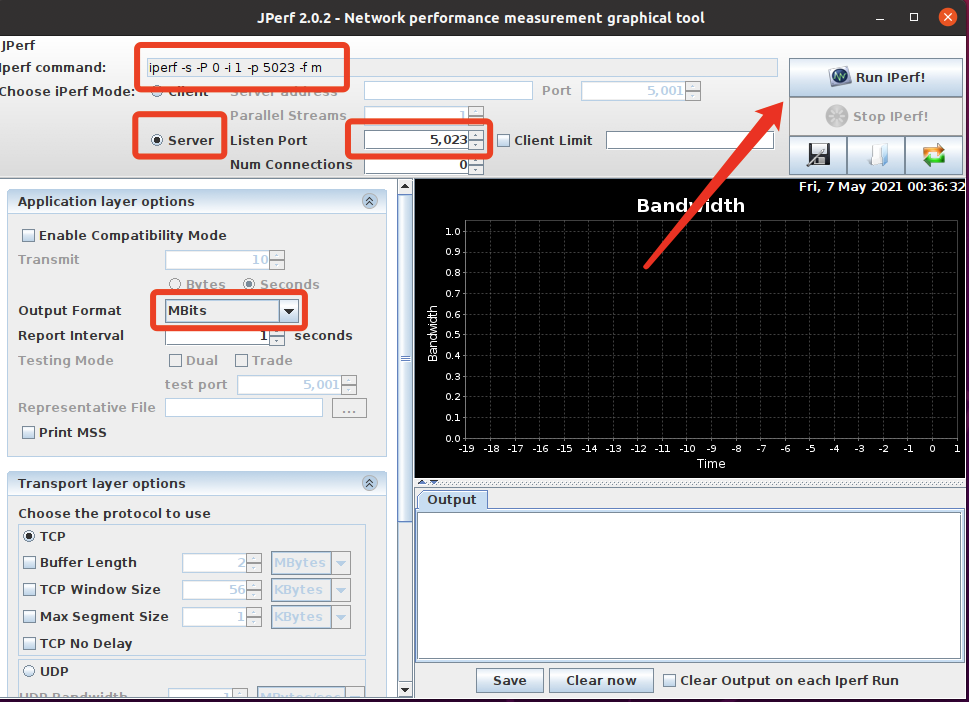 JPerf 2.0.2 - Network performance measurement graphical tool
JPerf
Iperf command: iperf -s -P 0 -i 1 -p 5023 -f m
Choose iPerf Mode: Client Server address Port 5,001
Parallel Streams 1
Server Listen Port 5,023 Client Limit
Num Connections 0
Run IPerf!
Stop IPerf!
Application layer options
Enable Compatibility Mode
Transmit 10
Bytes Seconds
Output Format MBits
Report Interval 1 seconds
Testing Mode Dual Trade
test port 5,001
Representative File ...
Print MSS
Transport layer options
Choose the protocol to use
TCP
Buffer Length 2 MBytes
TCP Window Size 56 KBytes
Max Segment Size 1 KBytes
TCP No Delay
UDP
UDP Bandwidth 1 MBytes/sec
Fri, 7 May 2021 00:36:32
Bandwidth
1.0
0.9
0.8
0.7
0.6
0.5
0.4
0.3
0.2
0.1
0.0
Bandwidth
-19 -18 -17 -16 -15 -14 -13 -12 -11 -10 -9 -8 -7 -6 -5 -4 -3 -2 -1 0 1
Time
Output
Save Clear now Clear Output on each Iperf Run